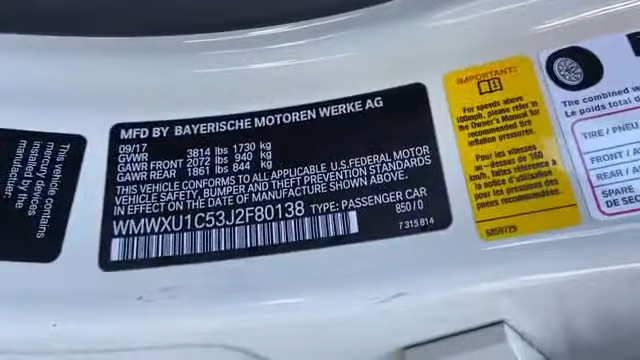 This vehicle contains
mercury devices
installed by the
manufactuer:
MFD BY BAYERISCHE MOTOREN WERKE AG
09/17
GVWR 3814 lbs 1730 kg
GAWR FRONT 2072 lbs 940 kg
GAWR REAR 1861 lbs 844 kg
THIS VEHICLE CONFORMS TO ALL APPLICABLE U.S.FEDERAL MOTOR
VEHICLE SAFETY, BUMPER AND THEFT PREVENTION STANDARDS
IN EFFECT ON THE DATE OF MANUFACTURE SHOWN ABOVE.
WMWXU1C53J2F80138 TYPE: PASSENGER CAR
850/0
7 315 814
IMPORTANT:
For speeds above
100mph, please refer to
the Owner's Manual for
recommended tire
inflation pressures.
Pour les vitesses
au-dessus de 160
km/h, faites référence à
la notice d'utilisation
pour les pressions des
pneus recommandées.
6859729
The combined w
Le poids total
TIRE / PNEU
FRONT / A
REAR / A
SPARE
DE SEC